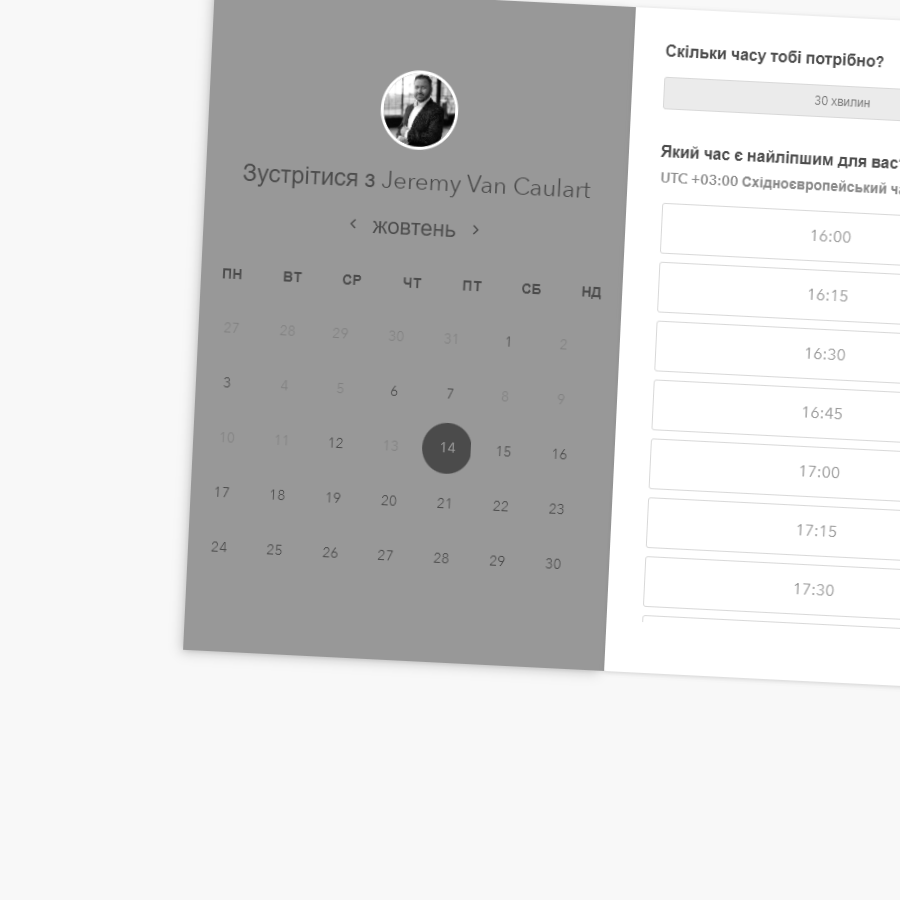 Зустрітися з Jeremy Van Caulart
жовтень
ПН ВТ СР ЧТ ПТ СБ НД
27 28 29 30 31 1 2
3 4 5 6 7 8 9
10 11 12 13 14 15 16
17 18 19 20 21 22 23
24 25 26 27 28 29 30
Скільки часу тобі потрібно?
30 хвилин
Який час є найліпшим для вас
UTC +03:00 Східноєвропейський
16:00
16:15
16:30
16:45
17:00
17:15
17:30